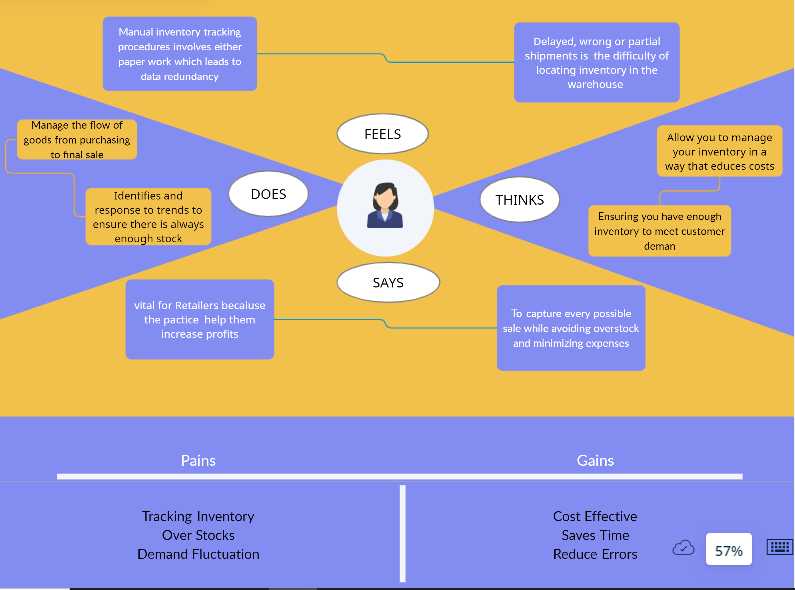 Manual inventory tracking
procedures involves either
paper work which leads to
data redundancy
Delayed, wrong or partial
shipments is the difficulty of
locating inventory in the
warehouse
FEELS
Manage the flow of
goods from purchasing
to final sale
Identifies and
response to trends to
ensure there is always
enough stock
DOES
THINKS
Allow you to manage
your inventory in a
way that educes costs
Ensuring you have enough
inventory to meet customer
deman
SAYS
vital for Retailers becaiuse
the pactice help them
increase profits
To capture every possible
sale while avoiding overstock
and minimizing expenses
Pains
Gains
Tracking Inventory
Over Stocks
Demand Fluctuation
Cost Effective
Saves Time
Reduce Errors
57%